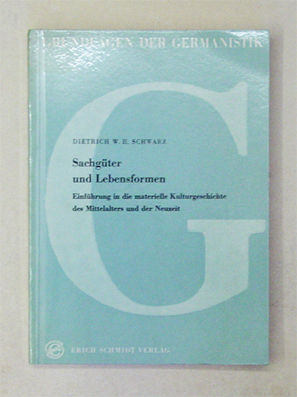 GRUNDLAGEN DER GERMANISTIK
DIETRICH W. H. SCHWARZ
Sachgüter
und Lebensformen
Einführung in die materielle Kulturgeschichte
des Mittelalters und der Neuzeit
G
ERICH SCHMIDT VERLAG